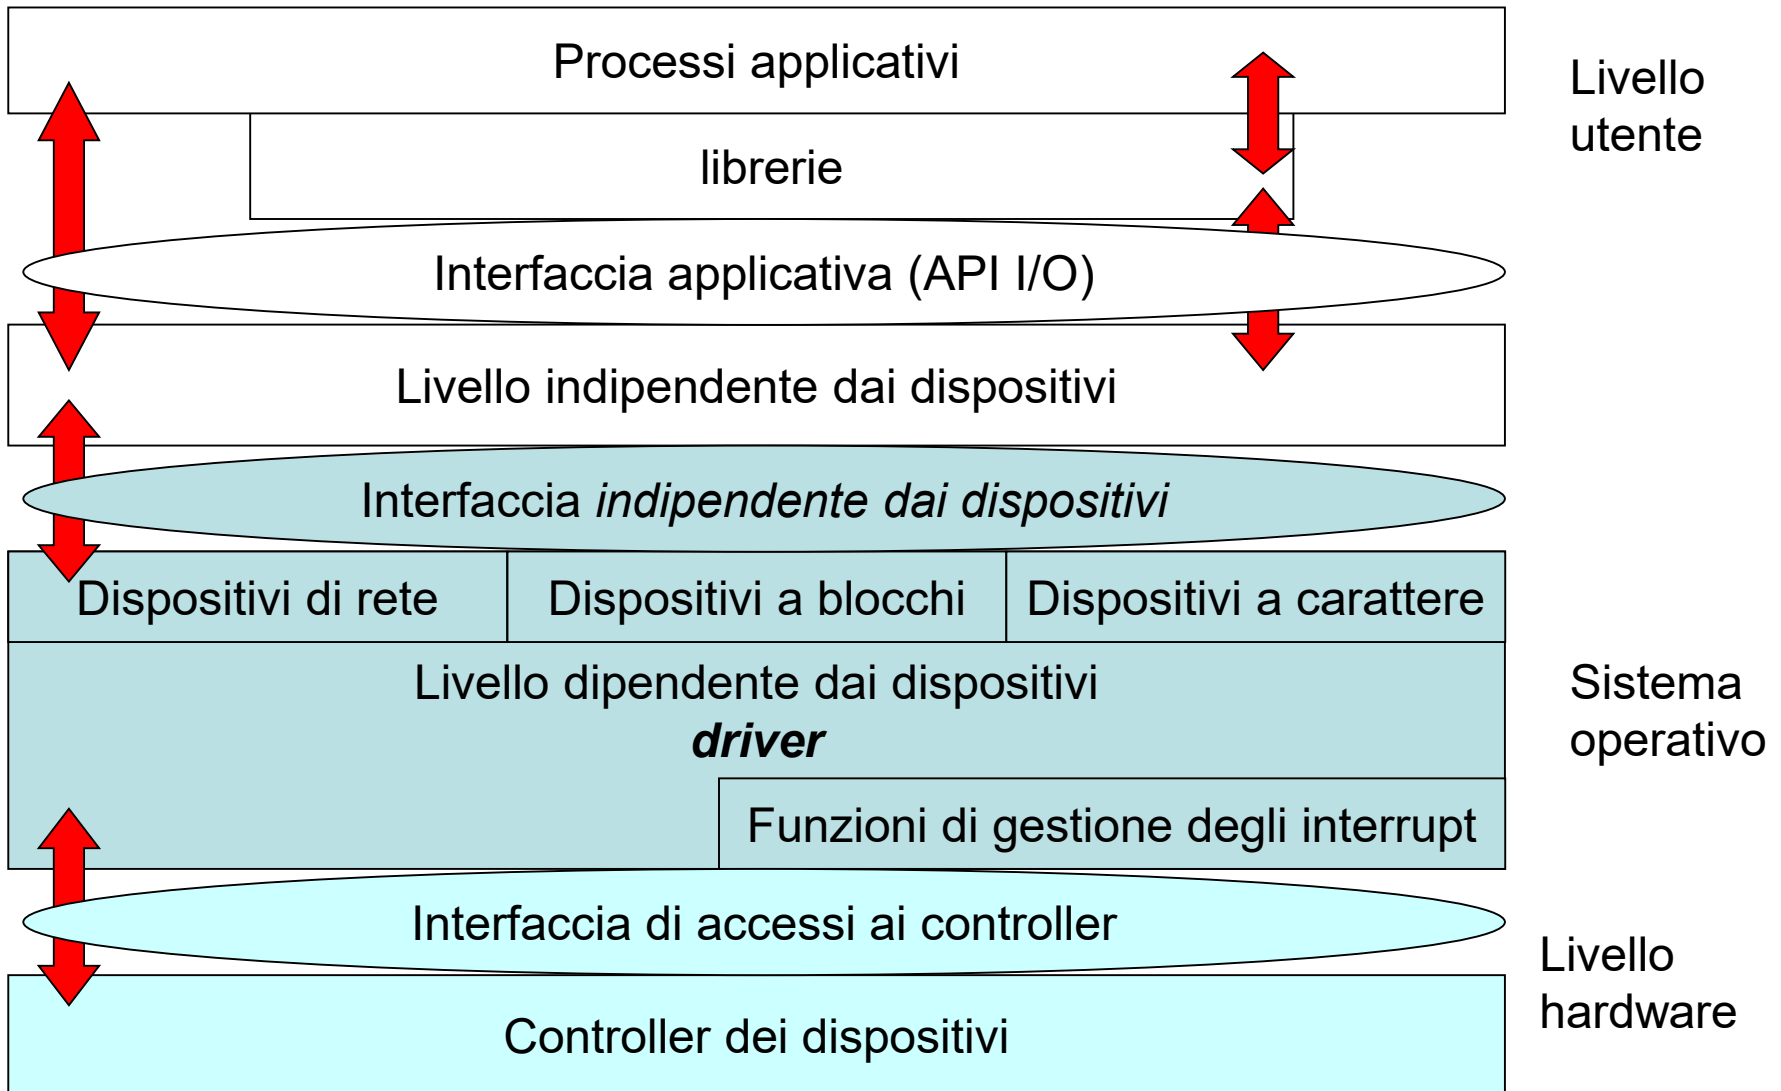 Processi applicativi
Livello
utente
librerie
Interfaccia applicativa (API I/O)
Livello indipendente dai dispositivi
Interfaccia indipendente dai dispositivi
Dispositivi di rete
Dispositivi a blocchi
Dispositivi a carattere
Livello dipendente dai dispositivi
driver
Sistema
operativo
Funzioni di gestione degli interrupt
Interfaccia di accessi ai controller
Livello
hardware
Controller dei dispositivi